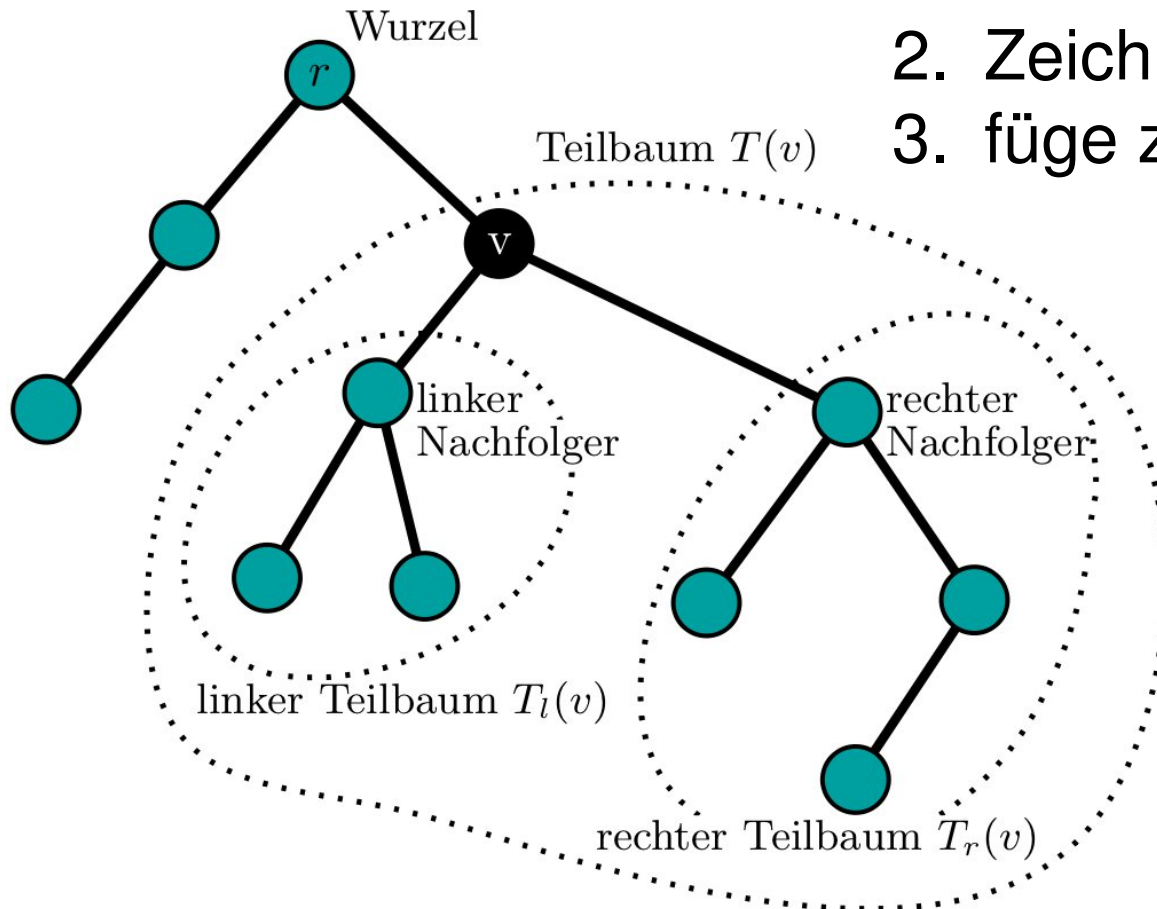 Wurzel
r
2. Zeich
3. füge z
Teilbaum T(v)
v
linker
Nachfolger
rechter
Nachfolger
linker Teilbaum T_l(v)
rechter Teilbaum T_r(v)